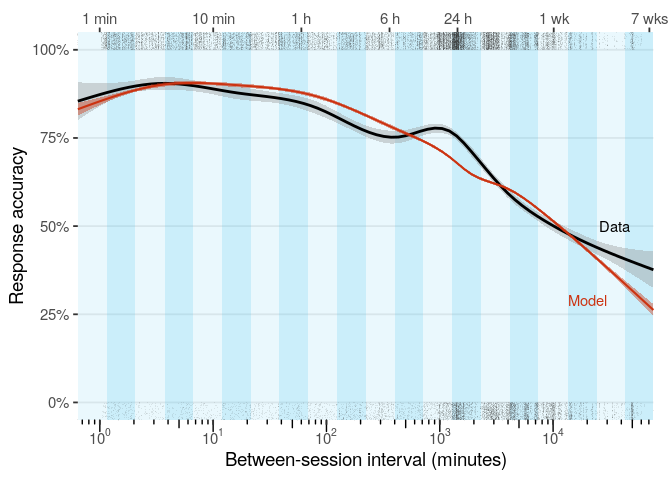 1 min 10 min 1 h 6 h 24 h 1 wk 7 wks
100%
75%
50%
25%
0%
Response accuracy
Data
Model
10⁰ 10¹ 10² 10³ 10⁴
Between-session interval (minutes)